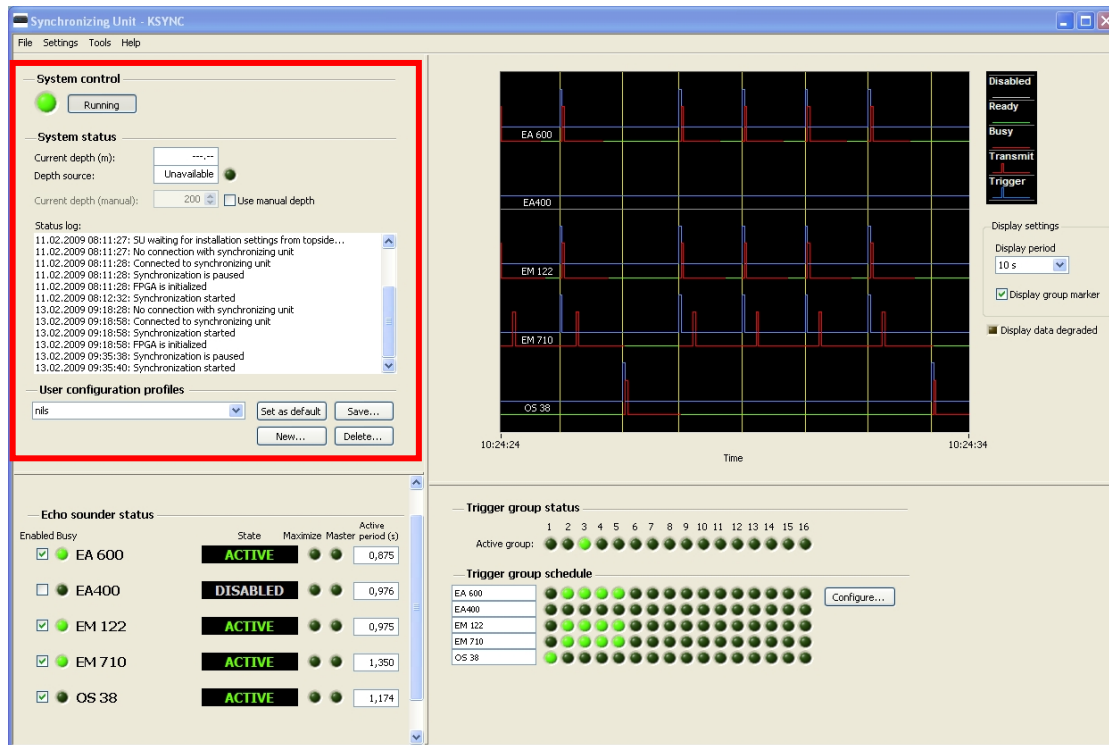 Synchronizing Unit - KSYNC
File Settings Tools Help
System control
Running
System status
Current depth (m): ---,--
Depth source: Unavailable
Current depth (manual): 200 Use manual depth
Status log:
11.02.2009 08:11:27: SU waiting for installation settings from topside...
11.02.2009 08:11:27: No connection with synchronizing unit
11.02.2009 08:11:28: Connected to synchronizing unit
11.02.2009 08:11:28: Synchronization is paused
11.02.2009 08:11:28: FPGA is initialized
11.02.2009 08:12:32: Synchronization started
13.02.2009 09:18:28: No connection with synchronizing unit
13.02.2009 09:18:58: Connected to synchronizing unit
13.02.2009 09:18:58: Synchronization started
13.02.2009 09:18:58: FPGA is initialized
13.02.2009 09:35:38: Synchronization is paused
13.02.2009 09:35:40: Synchronization started
User configuration profiles
nils Set as default Save...
New... Delete...
EA 600
EA400
EM 122
EM 710
OS 38
10:24:24 10:24:34
Time
Disabled
Ready
Busy
Transmit
Trigger
Display settings
Display period
10 s
Display group marker
Display data degraded
Echo sounder status
Enabled Busy State Maximize Master Active period (s)
EA 600 ACTIVE 0,875
EA400 DISABLED 0,976
EM 122 ACTIVE 0,975
EM 710 ACTIVE 1,350
OS 38 ACTIVE 1,174
Trigger group status
1 2 3 4 5 6 7 8 9 10 11 12 13 14 15 16
Active group:
Trigger group schedule
EA 600
EA400
EM 122
EM 710
OS 38
Configure...